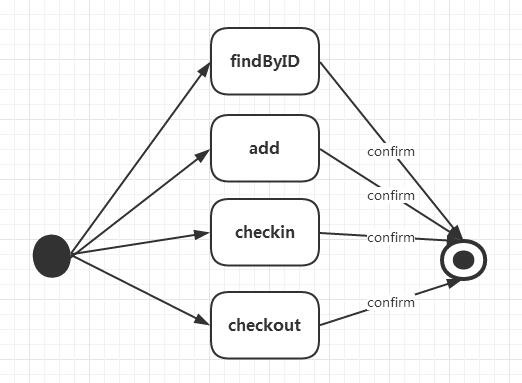 findByID
confirm
add
confirm
checkin
confirm
checkout
confirm